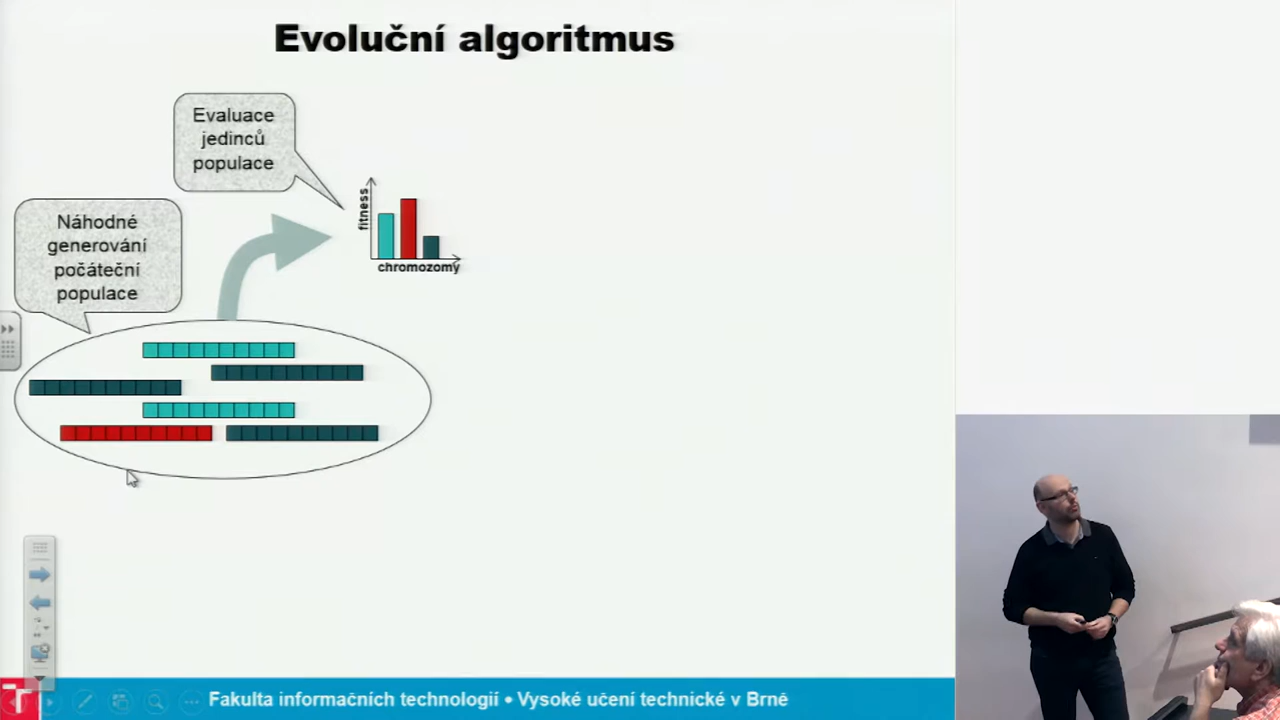 Evoluční algoritmus
Evaluace
jedinců
populace
fitness
chromozomy
Náhodné
generování
počáteční
populace
Fakulta informačních technologií • Vysoké učení technické v Brně